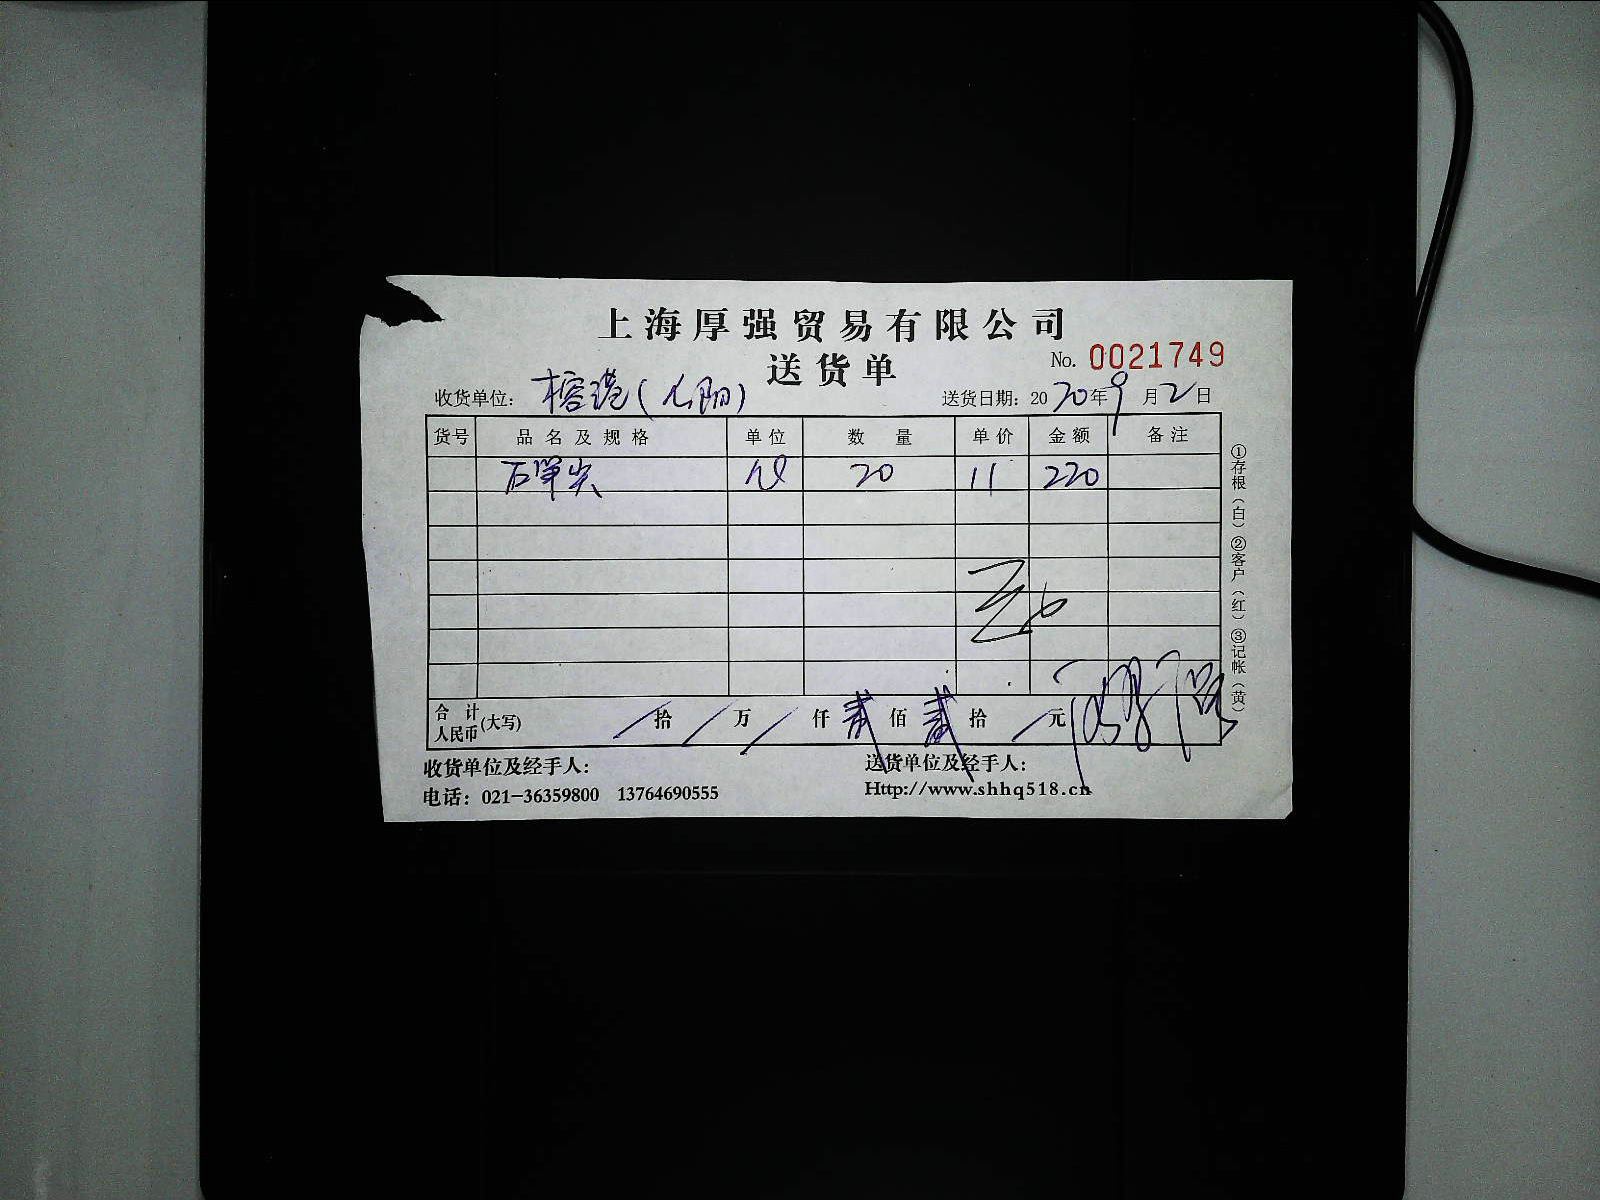 上海厚强贸易有限公司
送货单
No. 0021749
收货单位: 榕港( 送货日期: 2020年9月2日
货号 品名及规格 单位 数量 单价 金额 备注
20 11 220
拾 万 仟 贰 佰 贰 拾 元
合计人民币(大写)
收货单位及经手人: 送货单位及经手人:
电话: 021-36359800 13764690555 Http://www.shhq518.cn
①存根(白)②客户(红)③记帐(黄)